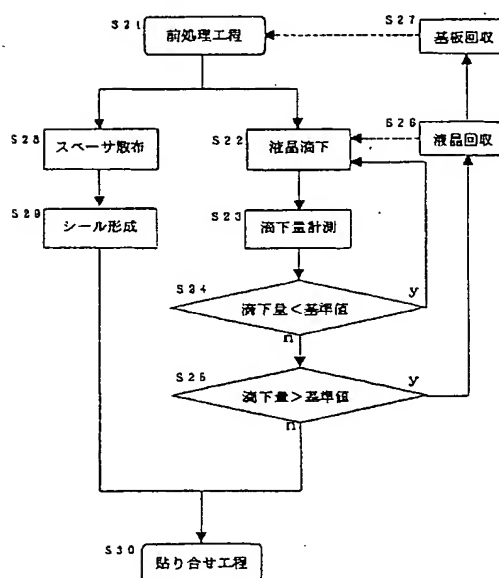 S21
前処理工程
S27
基板回収
S28
スペーサ散布
S22
液晶滴下
S26
液晶回収
S29
シール形成
S23
滴下量計測
S24
滴下量<基準値
y
n
S25
滴下量>基準値
y
n
S30
貼り合せ工程